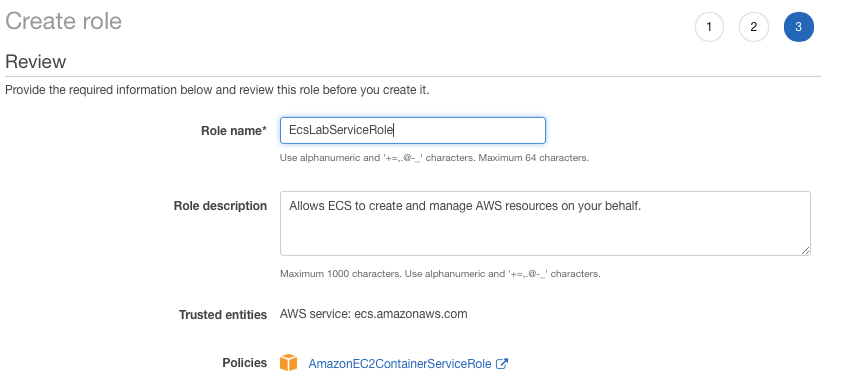 Create role
1 2 3
Review
Provide the required information below and review this role before you create it.
Role name* EcsLabServiceRole
Use alphanumeric and '+=,.@-_' characters. Maximum 64 characters.
Role description Allows ECS to create and manage AWS resources on your behalf.
Maximum 1000 characters. Use alphanumeric and '+=,.@-_' characters.
Trusted entities AWS service: ecs.amazonaws.com
Policies AmazonEC2ContainerServiceRole